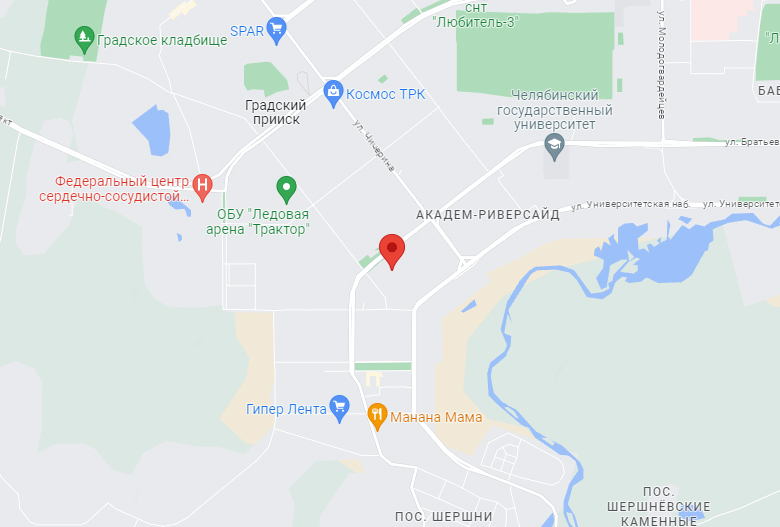 снт
"Любитель-3"
SPAR
Градское кладбище
ул. Молодогвардейцев
Космос ТРК
Градский
прииск
Челябинский
государственный
университет
ул. Чичерина
ул. Братьев
Федеральный центр
сердечно-сосудистой...
ОБУ "Ледовая
арена "Трактор"
АКАДЕМ-РИВЕРСАЙД
ул. Университетская наб.
ул. Университетс
Гипер Лента
Манана Мама
ПОС. ШЕРШНИ
ПОС.
ШЕРШНЁВСКИЕ
КАМЕННЫЕ